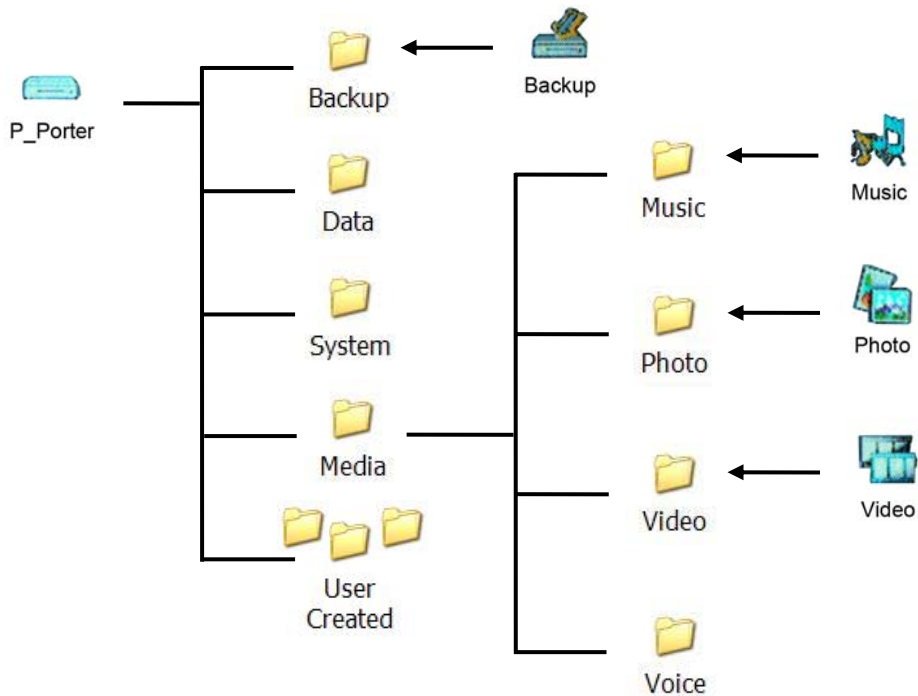 P_Porter
Backup
Backup
Data
System
Media
User
Created
Music
Music
Photo
Photo
Video
Video
Voice